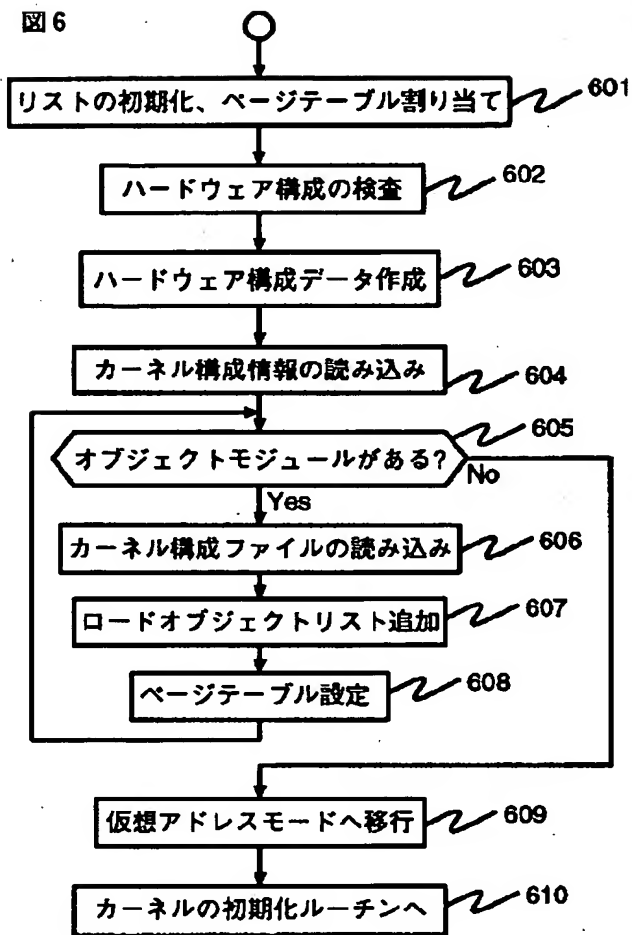 図6
リストの初期化、ページテーブル割り当て
601
ハードウェア構成の検査
602
ハードウェア構成データ作成
603
カーネル構成情報の読み込み
604
オブジェクトモジュールがある?
605
No
Yes
カーネル構成ファイルの読み込み
606
ロードオブジェクトリスト追加
607
ページテーブル設定
608
仮想アドレスモードへ移行
609
カーネルの初期化ルーチンへ
610